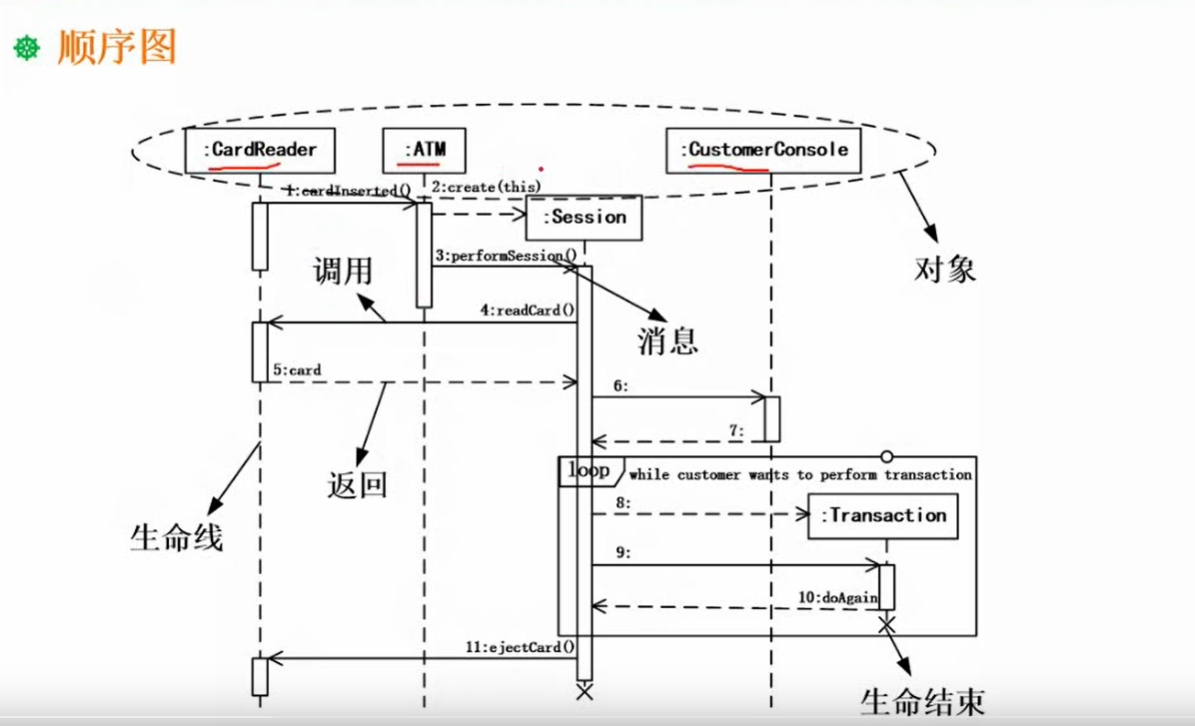 顺序图
:CardReader
:ATM
:CustomerConsole
1:cardInserted()
2:create(this)
:Session
对象
3:performSession()
调用
4:readCard()
消息
5:card
6:
7:
返回
loop
while customer wants to perform transaction
8:
:Transaction
生命线
9:
10:doAgain
11:ejectCard()
生命结束